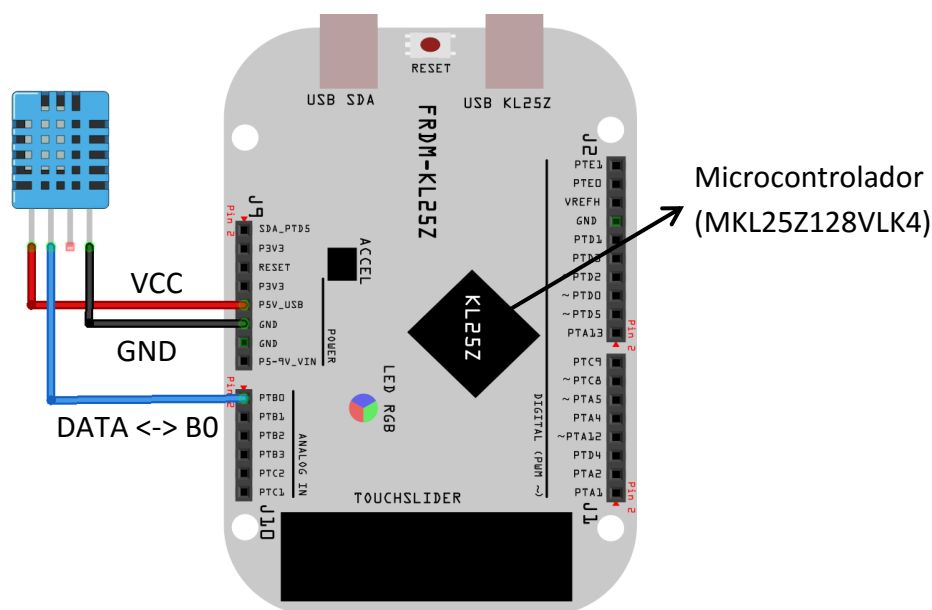 RESET
USB SDA
USB KL25Z
FRDM-KL25Z
J9
Pin 2
SDA_PTD5
P3V3
RESET
P3V3
P5V_USB
GND
GND
P5-9V_VIN
POWER
ACCEL
VCC
GND
DATA <-> B0
Pin 2
PTB0
PTB1
PTB2
PTB3
PTC2
PTC1
ANALOG IN
J10
LED RGB
KL25Z
TOUCHSLIDER
J2
PTE1
PTE0
VREFH
GND
PTD1
PTD3
~PTD2
~PTD0
~PTD5
PTA13
Pin 2
PTC9
~PTC8
~PTA5
PTA4
~PTA12
PTD4
PTA2
PTA1
Pin 2
J1
DIGITAL (PWM ~)
Microcontrolador
(MKL25Z128VLK4)